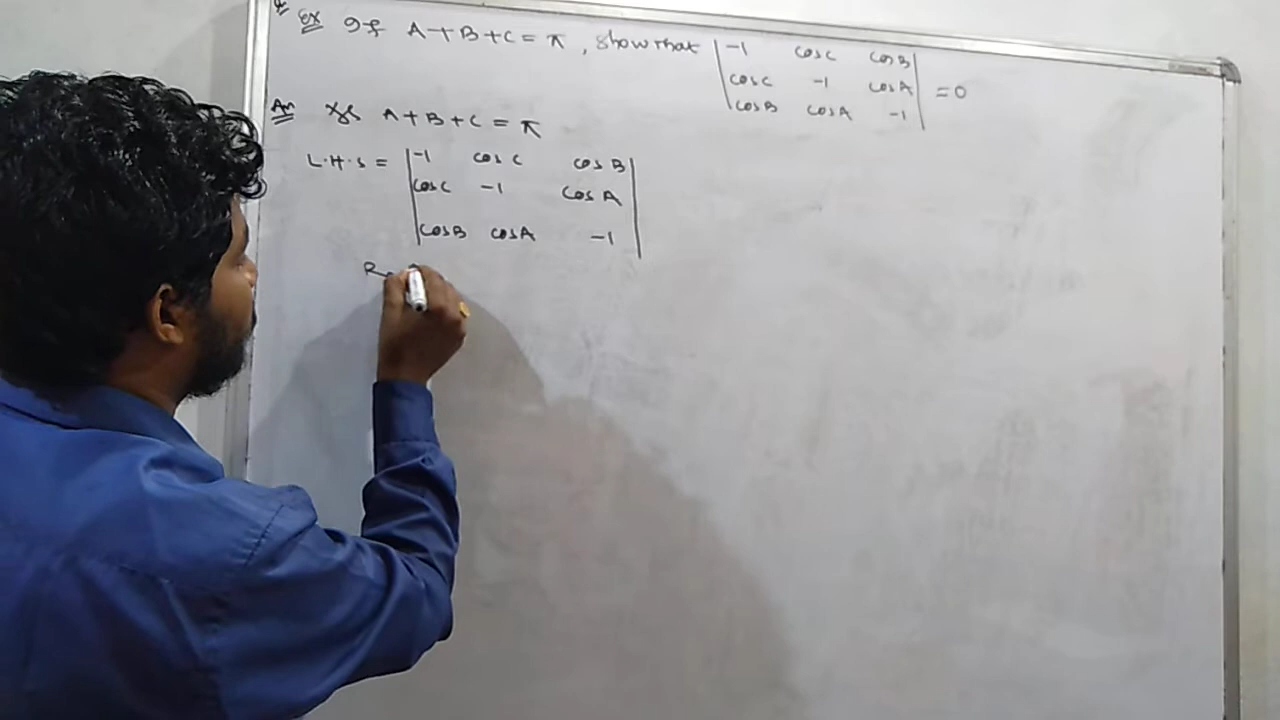 Ex If A+B+C = π, show that | -1 cosC cosB |
| cosC -1 cosA | = 0
| cosB cosA -1 |
An A+B+C = π
L.H.S = | -1 cosC cosB |
| cosC -1 cosA |
| cosB cosA -1 |